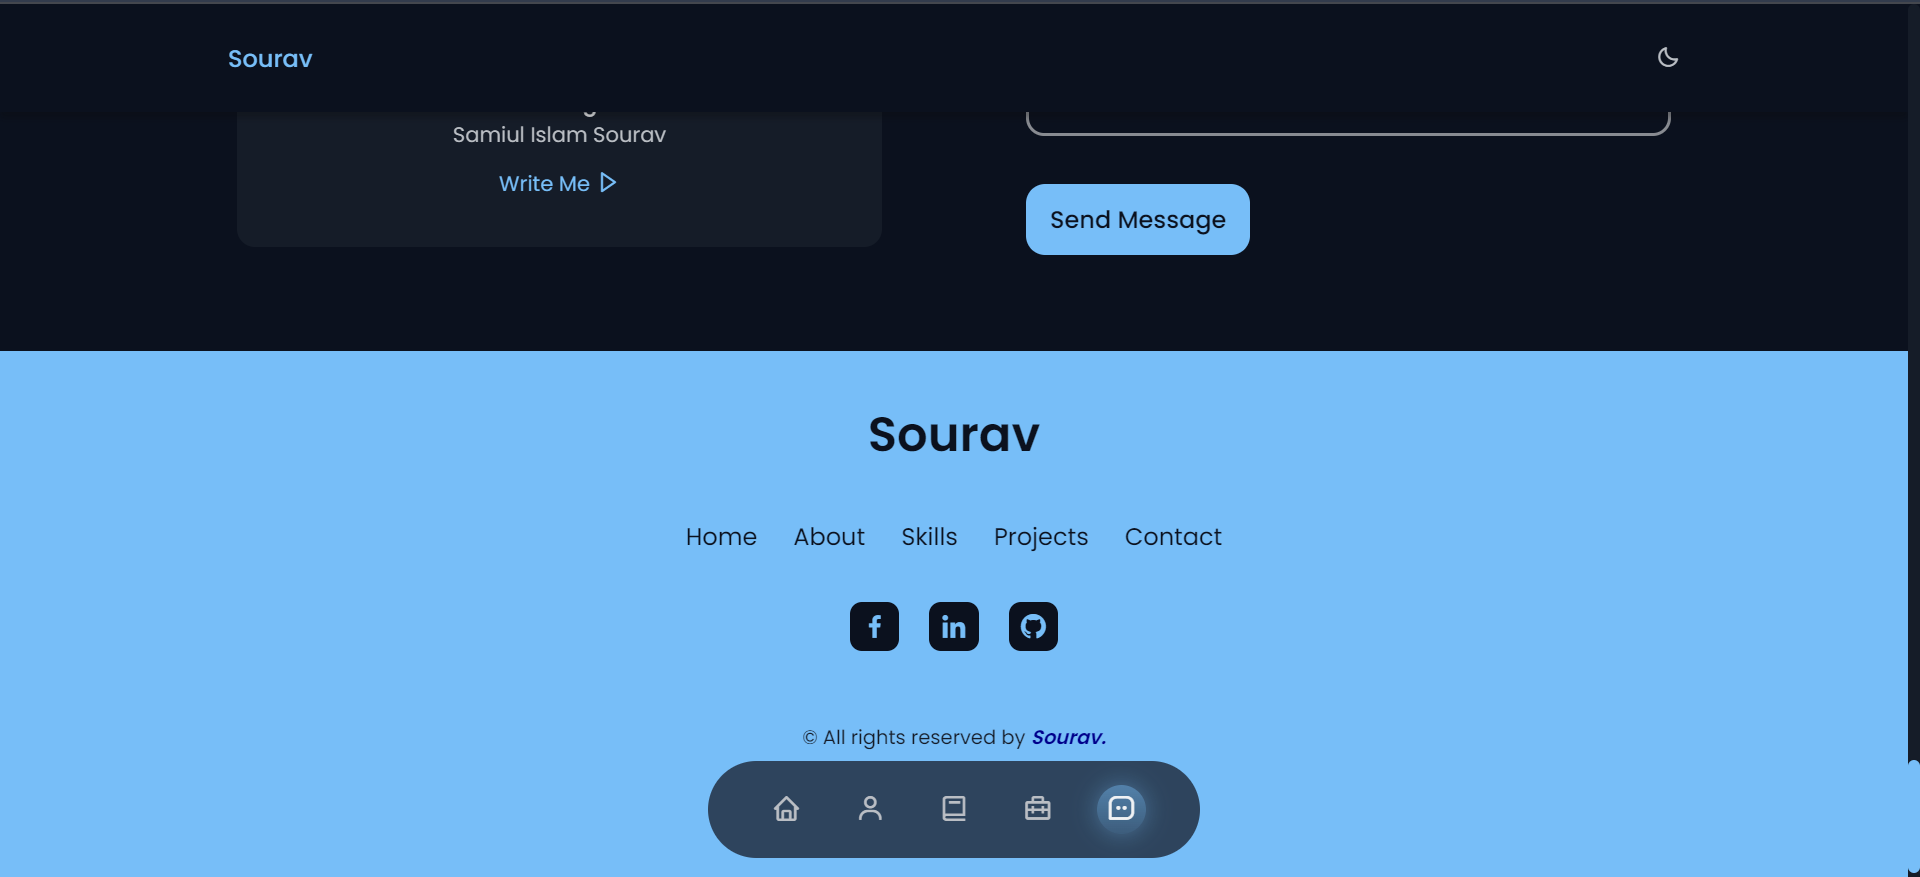 Sourav
Samiul Islam Sourav
Write Me
Send Message
Sourav
Home About Skills Projects Contact
© All rights reserved by Sourav.